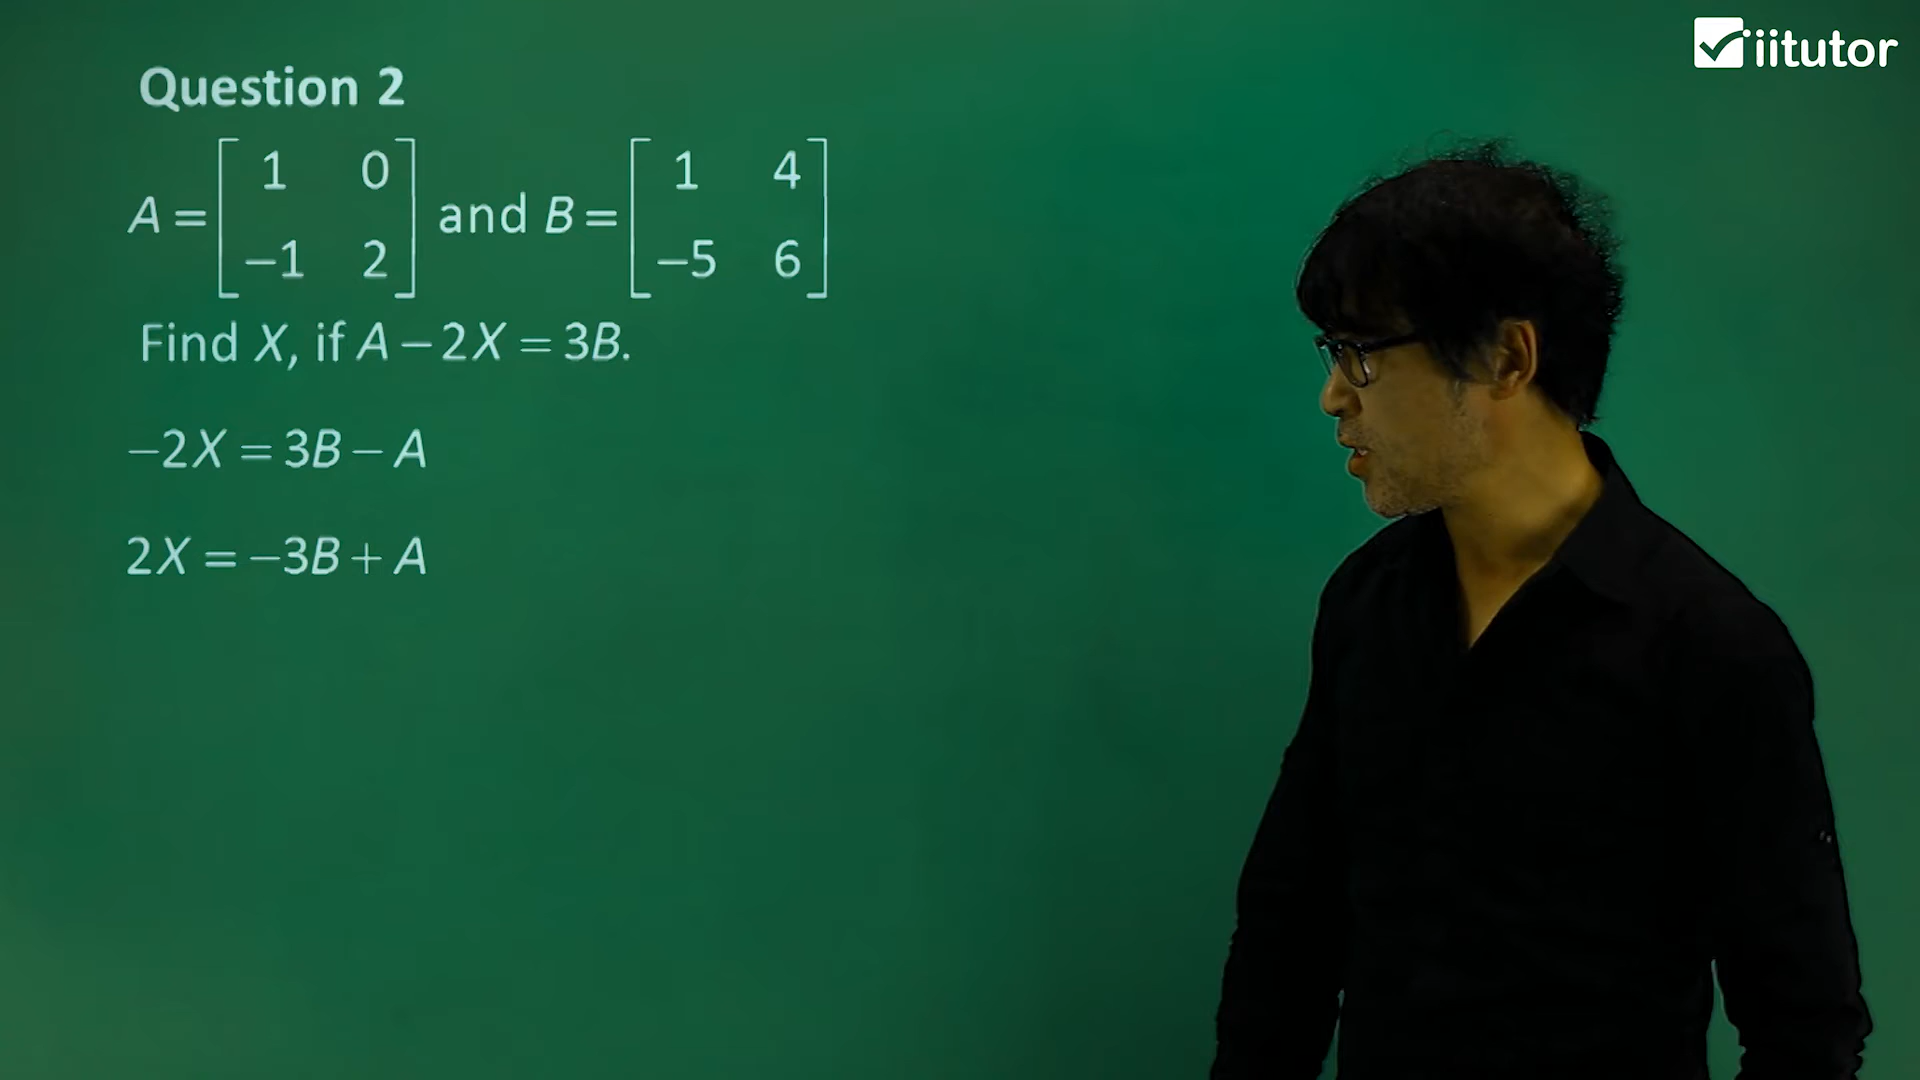 iitutor
Question 2
A = [1 0; −1 2] and B = [1 4; −5 6]
Find X, if A − 2X = 3B.
−2X = 3B − A
2X = −3B + A